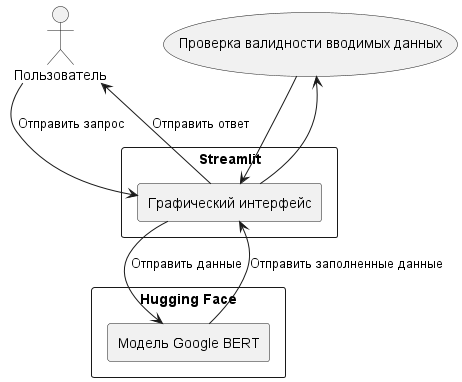 Проверка валидности вводимых данных
Пользователь
Отправить запрос
Отправить ответ
Streamlit
Графический интерфейс
Отправить данные
Отправить заполненные данные
Hugging Face
Модель Google BERT